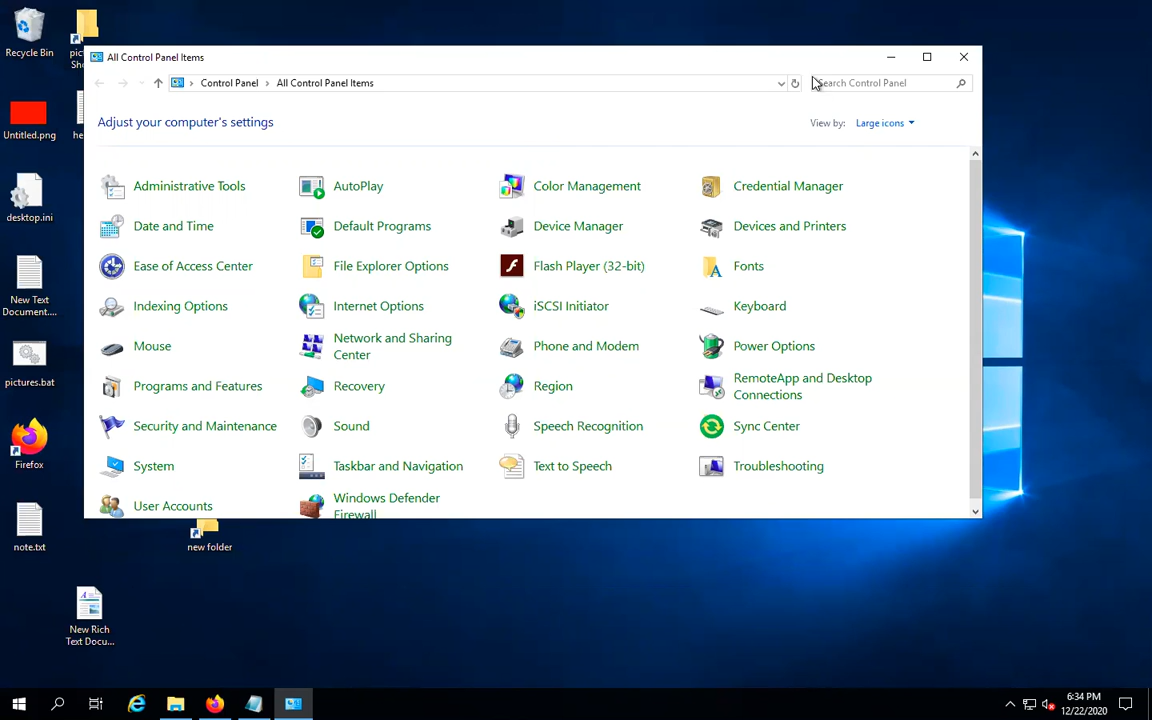 Recycle Bin
All Control Panel Items
Control Panel
All Control Panel Items
Search Control Panel
Adjust your computer's settings
View by: Large icons
Administrative Tools
AutoPlay
Color Management
Credential Manager
Date and Time
Default Programs
Device Manager
Devices and Printers
Ease of Access Center
File Explorer Options
Flash Player (32-bit)
Fonts
Indexing Options
Internet Options
iSCSI Initiator
Keyboard
Mouse
Network and Sharing
Center
Phone and Modem
Power Options
Programs and Features
Recovery
Region
RemoteApp and Desktop
Connections
Security and Maintenance
Sound
Speech Recognition
Sync Center
System
Taskbar and Navigation
Text to Speech
Troubleshooting
User Accounts
Windows Defender
Firewall
Untitled.png
desktop.ini
New Text
Document....
pictures.bat
Firefox
note.txt
new folder
New Rich
Text Docu...
6:34 PM
12/22/2020